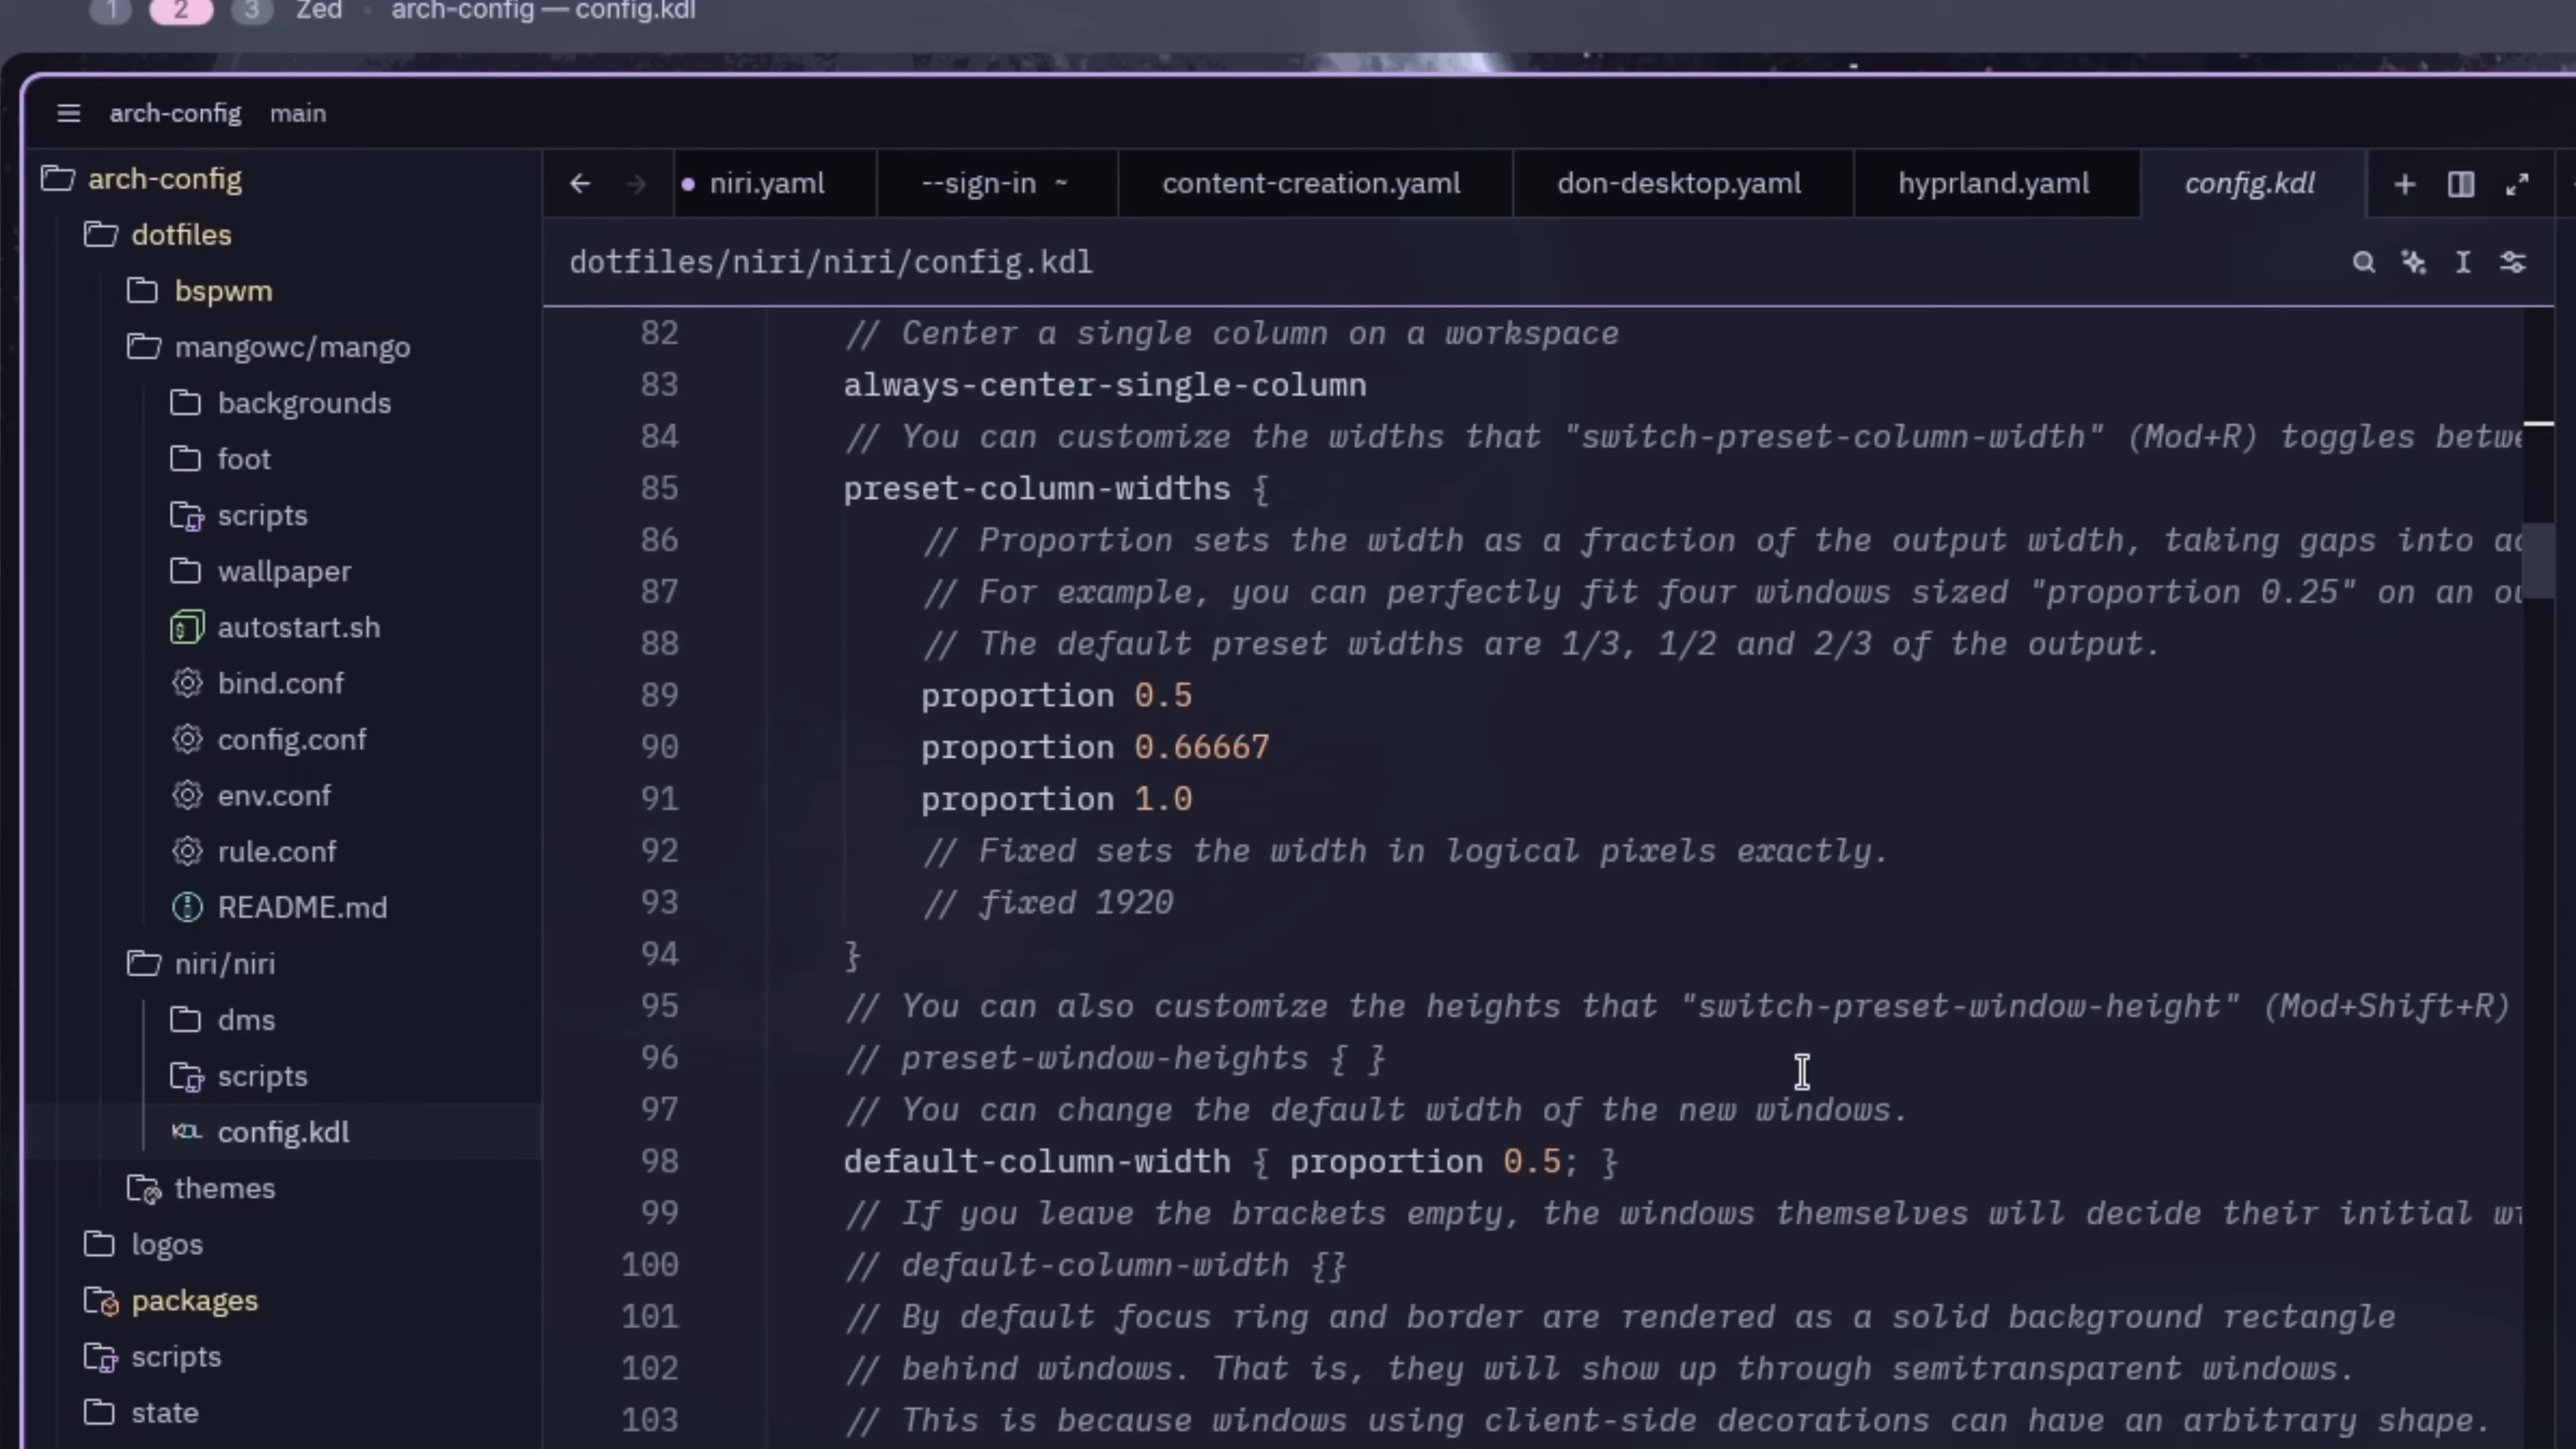 1 2 3 Zed • arch-config — config.kdl
arch-config main
arch-config
dotfiles
bspwm
mangowc/mango
backgrounds
foot
scripts
wallpaper
autostart.sh
bind.conf
config.conf
env.conf
rule.conf
README.md
niri/niri
dms
scripts
config.kdl
themes
logos
packages
scripts
state
niri.yaml --sign-in ~ content-creation.yaml don-desktop.yaml hyprland.yaml config.kdl
dotfiles/niri/niri/config.kdl
82 // Center a single column on a workspace
83 always-center-single-column
84 // You can customize the widths that "switch-preset-column-width" (Mod+R) toggles
85 preset-column-widths {
86 // Proportion sets the width as a fraction of the output width, taking gaps into
87 // For example, you can perfectly fit four windows sized "proportion 0.25" on an
88 // The default preset widths are 1/3, 1/2 and 2/3 of the output.
89 proportion 0.5
90 proportion 0.66667
91 proportion 1.0
92 // Fixed sets the width in logical pixels exactly.
93 // fixed 1920
94 }
95 // You can also customize the heights that "switch-preset-window-height" (Mod+Shift+R)
96 // preset-window-heights { }
97 // You can change the default width of the new windows.
98 default-column-width { proportion 0.5; }
99 // If you leave the brackets empty, the windows themselves will decide their initial
100 // default-column-width {}
101 // By default focus ring and border are rendered as a solid background rectangle
102 // behind windows. That is, they will show up through semitransparent windows.
103 // This is because windows using client-side decorations can have an arbitrary shape.